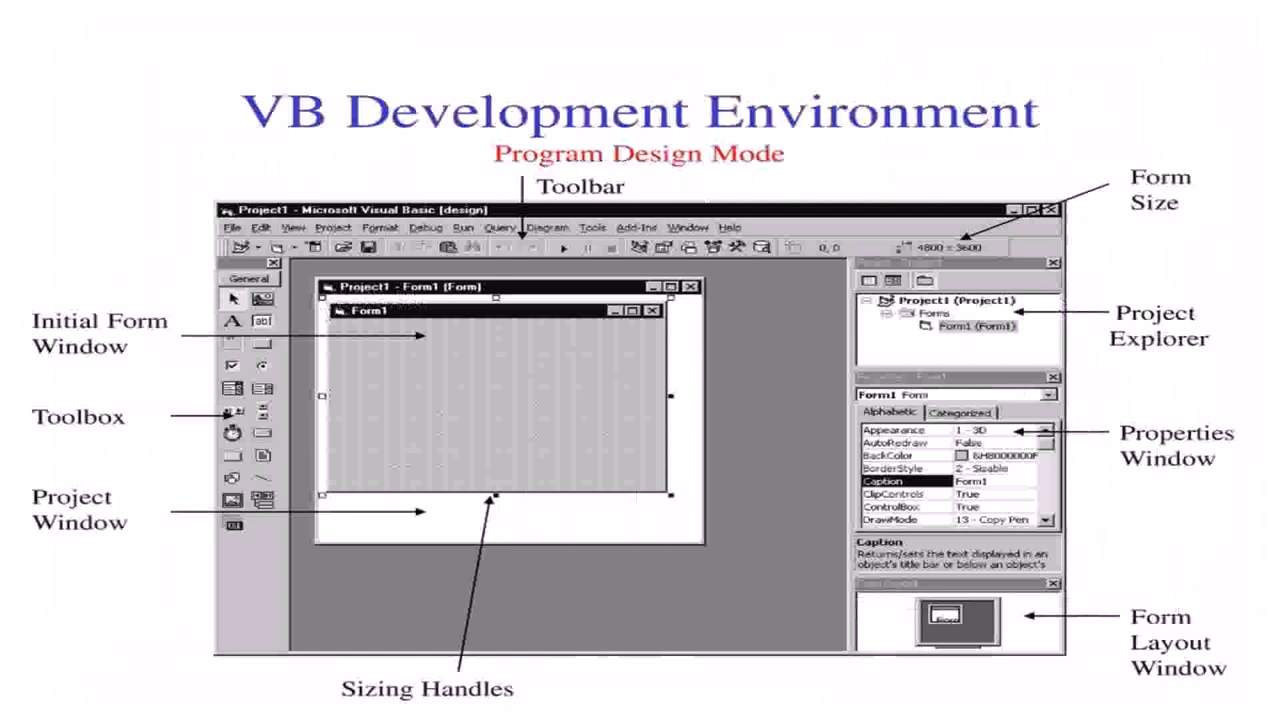 VB Development Environment
Program Design Mode
Toolbar
Form
Size
Project1 - Microsoft Visual Basic [design]
File Edit View Project Format Debug Run Query Diagram Tools Add-Ins Window Help
0, 0
4800 x 3600
General
A
ab|
Project1 - Form1 (Form)
Form1
Project1 (Project1)
Forms
Form1 (Form1)
Initial Form
Window
Project
Explorer
Form1 Form
Alphabetic Categorized
Appearance 1 - 3D
AutoRedraw False
BackColor &H8000000F
BorderStyle 2 - Sizable
Caption Form1
ClipControls True
ControlBox True
DrawMode 13 - Copy Pen
Toolbox
Properties
Window
Project
Window
Caption
Returns/sets the text displayed in an
object's title bar or below an object's
Form
Layout
Window
Sizing Handles